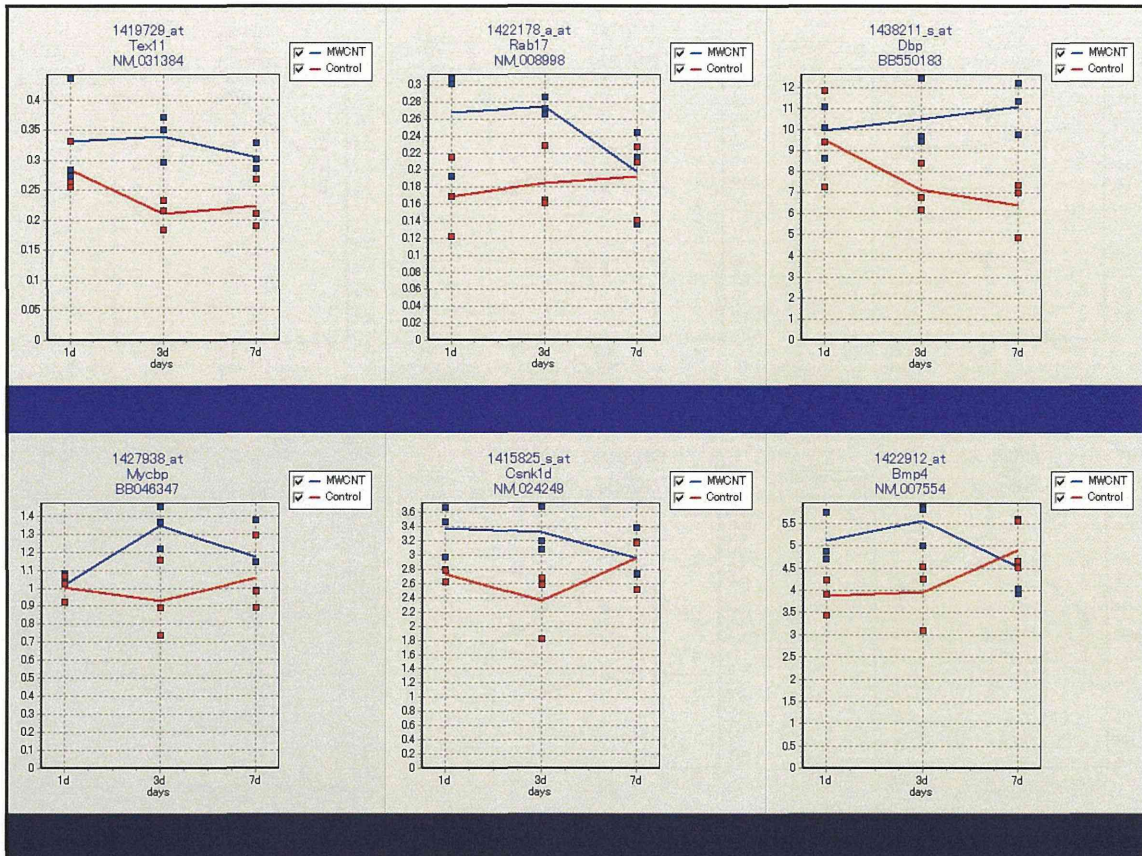 1419729_at
Tex11
NM_031384
MWCNT
Control
0.4
0.35
0.3
0.25
0.2
0.15
0.1
0.05
0
1d 3d 7d
days
1422178_a_at
Rab17
NM_008998
MWCNT
Control
0.3
0.28
0.26
0.24
0.22
0.2
0.18
0.16
0.14
0.12
0.1
0.08
0.06
0.04
0.02
0
1d 3d 7d
days
1438211_s_at
Dbp
BB550183
MWCNT
Control
12
11
10
9
8
7
6
5
4
3
2
1
0
1d 3d 7d
days
1427938_at
Mycbp
BB046347
MWCNT
Control
1.4
1.3
1.2
1.1
1
0.9
0.8
0.7
0.6
0.5
0.4
0.3
0.2
0.1
0
1d 3d 7d
days
1415825_s_at
Csnk1d
NM_024249
MWCNT
Control
3.6
3.4
3.2
3
2.8
2.6
2.4
2.2
2
1.8
1.6
1.4
1.2
1
0.8
0.6
0.4
0.2
0
1d 3d 7d
days
1422912_at
Bmp4
NM_007554
MWCNT
Control
5.5
5
4.5
4
3.5
3
2.5
2
1.5
1
0.5
0
1d 3d 7d
days